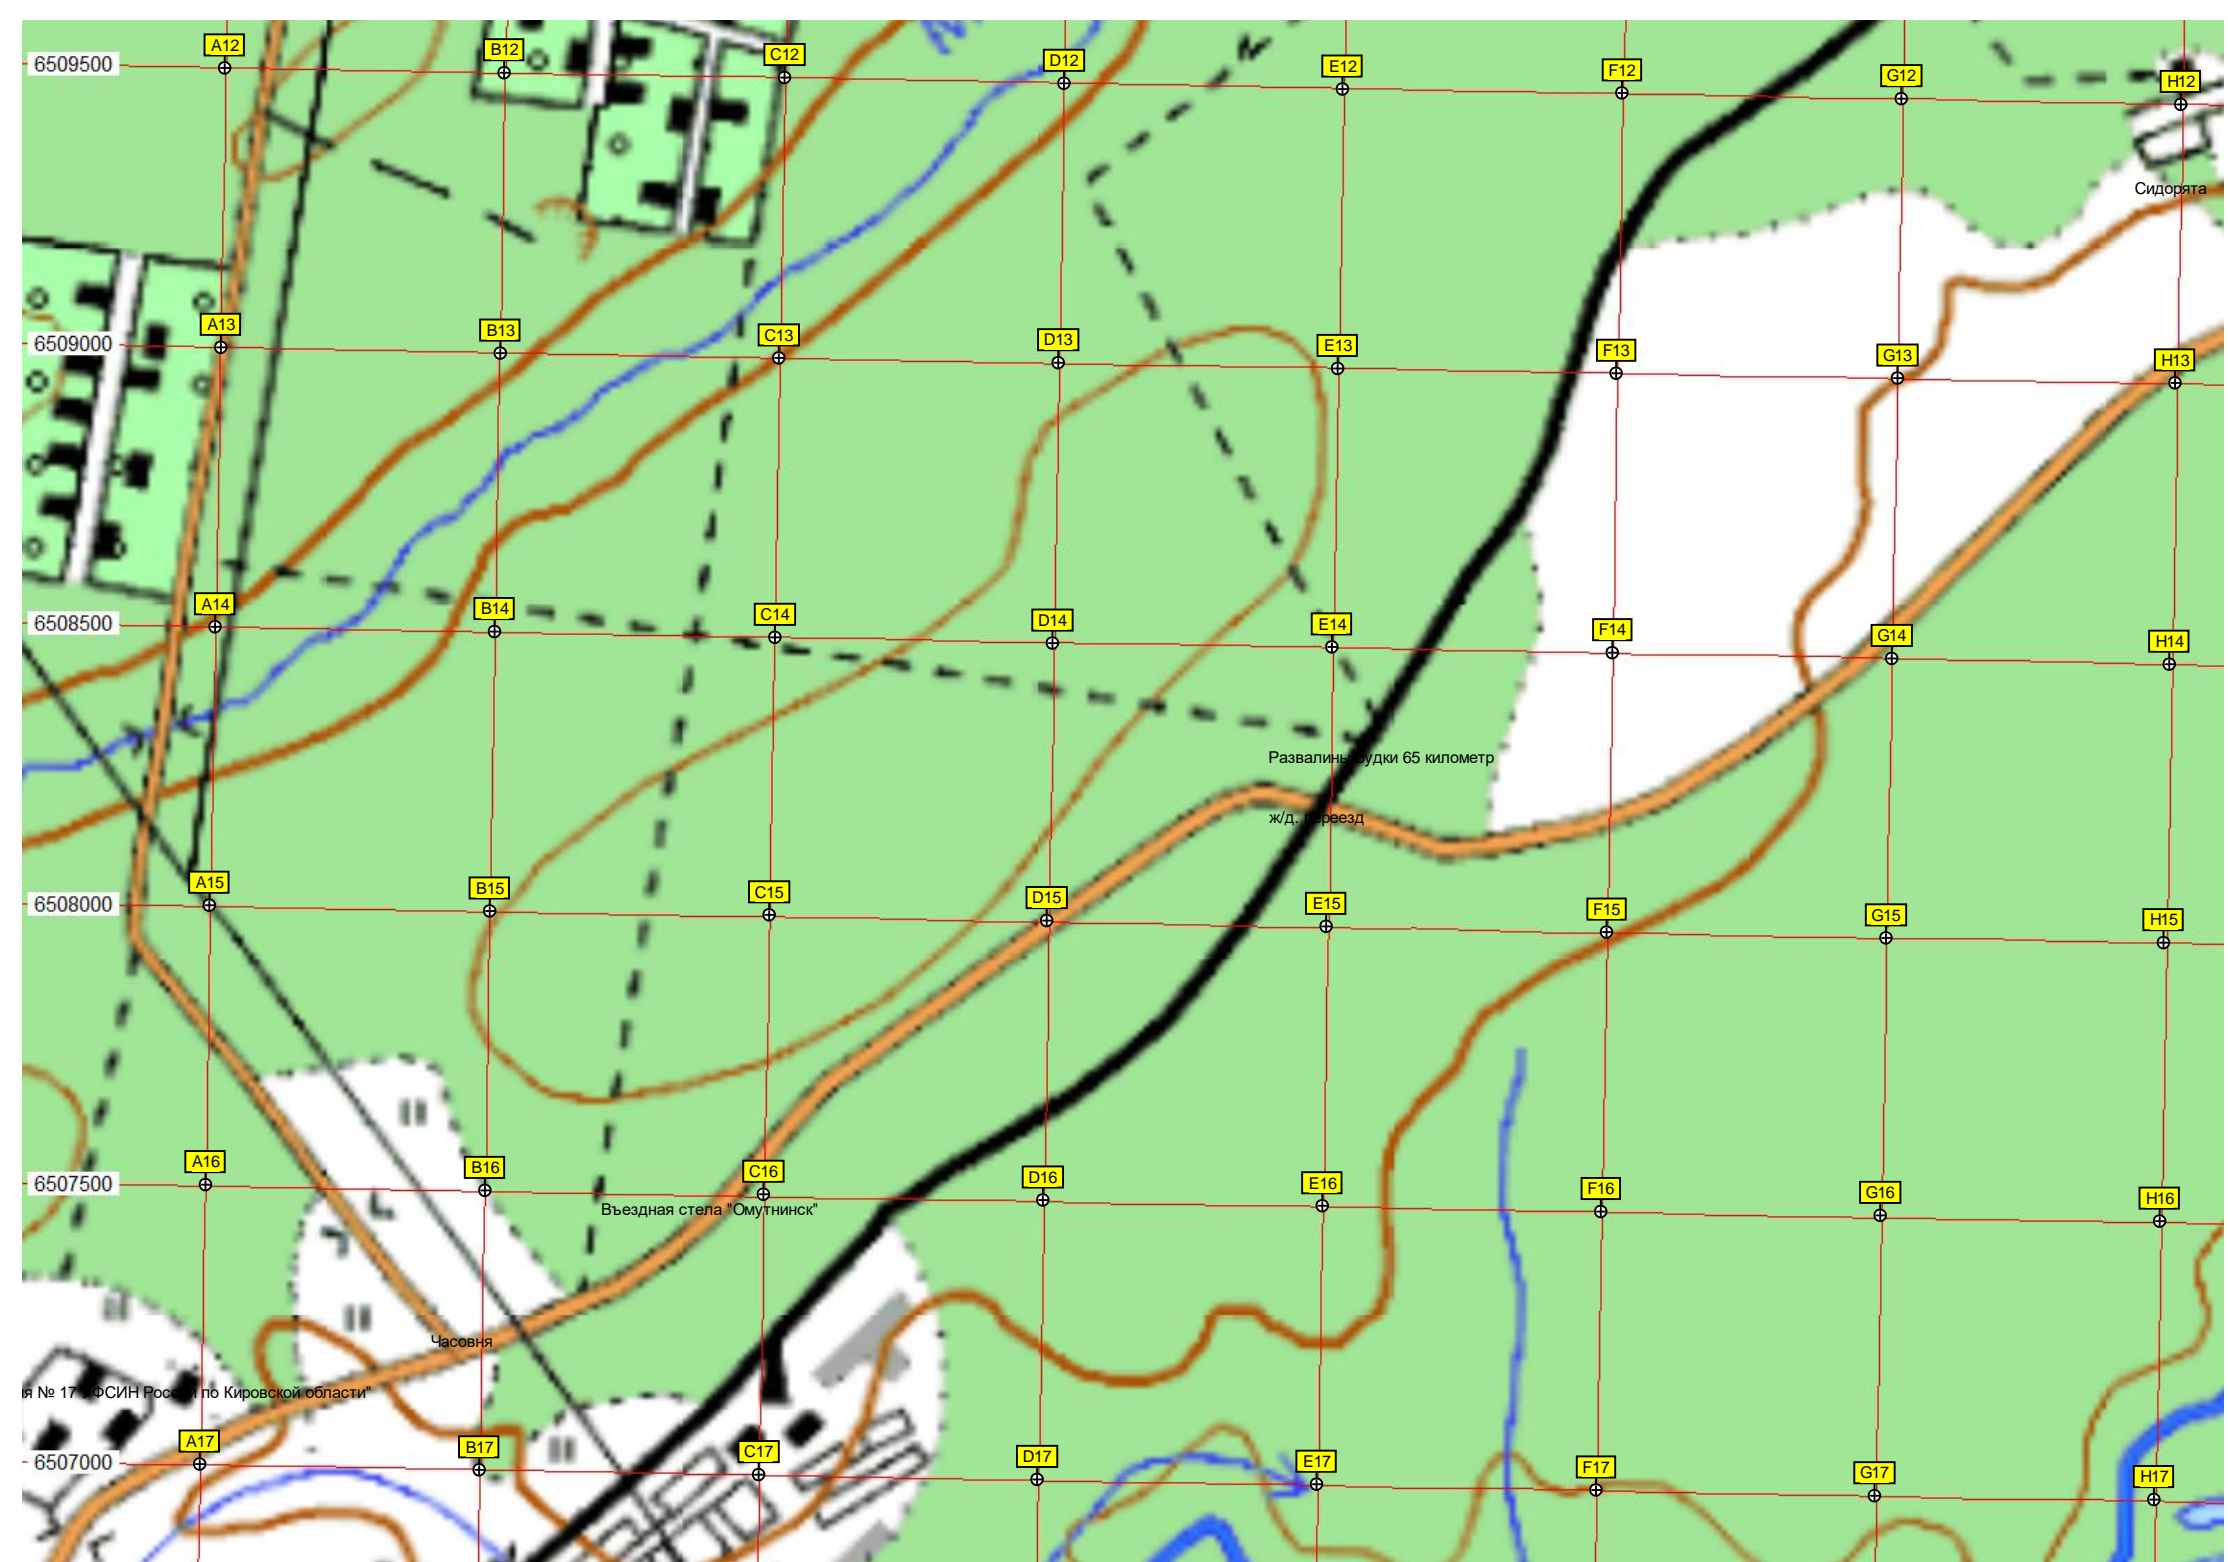 A12 B12 C12 D12 E12 F12 G12 H12
6509500
Сидорята
A13 B13 C13 D13 E13 F13 G13 H13
6509000
A14 B14 C14 D14 E14 F14 G14 H14
6508500
Развалины будки 65 километр
ж/д. переезд
A15 B15 C15 D15 E15 F15 G15 H15
6508000
A16 B16 C16 D16 E16 F16 G16 H16
6507500
Въездная стела "Омутнинск"
Часовня
№ 17 УФСИН России по Кировской области"
A17 B17 C17 D17 E17 F17 G17 H17
6507000